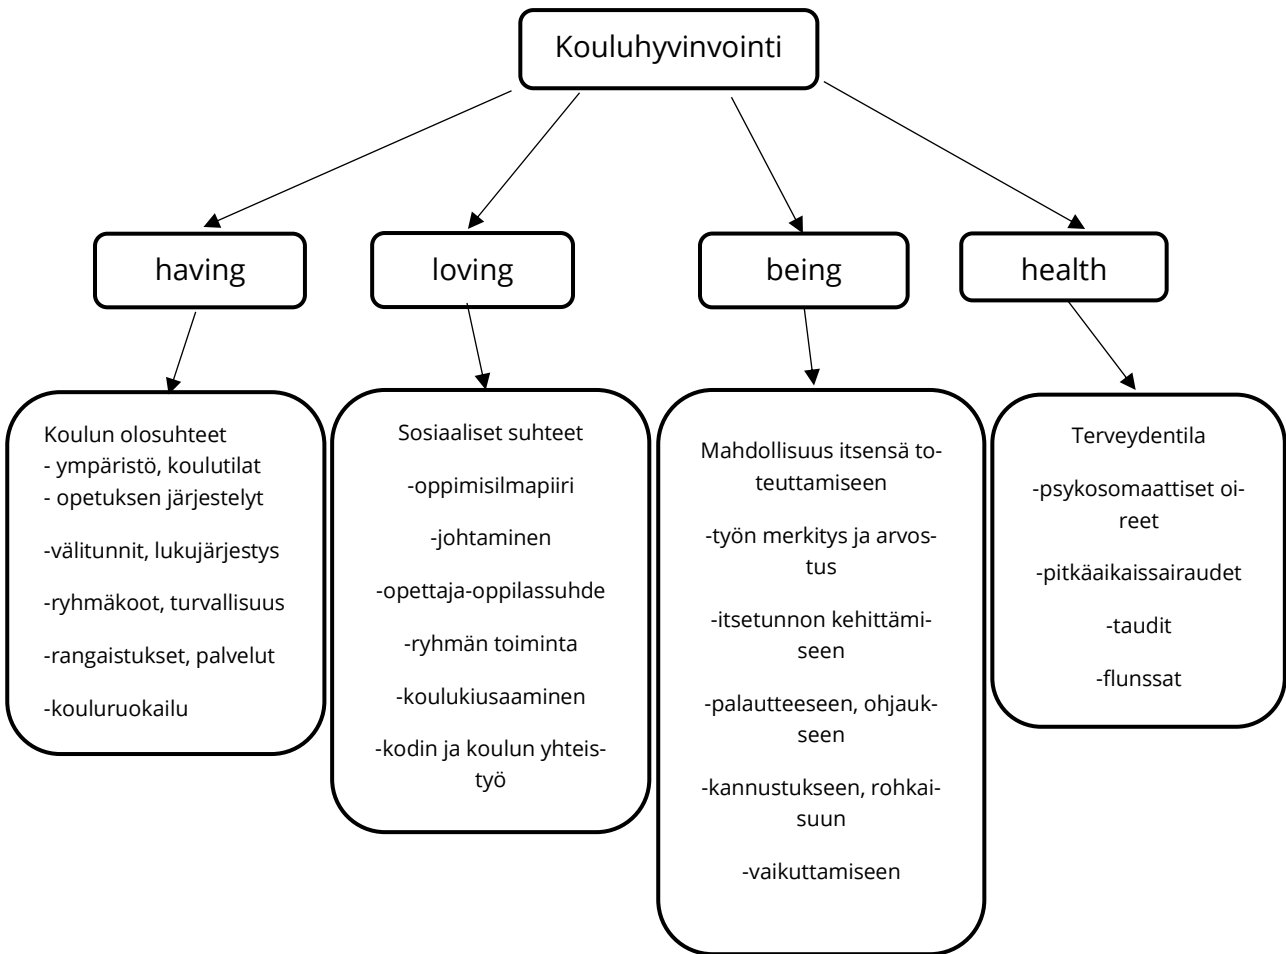 Kouluhyvinvointi
having
loving
being
health
Koulun olosuhteet
- ympäristö, koulutilat
- opetuksen järjestelyt
-välitunnit, lukujärjestys
-ryhmäkoot, turvallisuus
-rangaistukset, palvelut
-kouluruokailu
Sosiaaliset suhteet
-oppimisilmapiiri
-johtaminen
-opettaja-oppilassuhde
-ryhmän toiminta
-koulukiusaaminen
-kodin ja koulun yhteis-
työ
Mahdollisuus itsensä to-
teuttamiseen
-työn merkitys ja arvos-
tus
-itsetunnon kehittämi-
seen
-palautteeseen, ohjauk-
seen
-kannustukseen, rohkai-
suun
-vaikuttamiseen
Terveydentila
-psykosomaattiset oi-
reet
-pitkäaikaissairaudet
-taudit
-flunssat